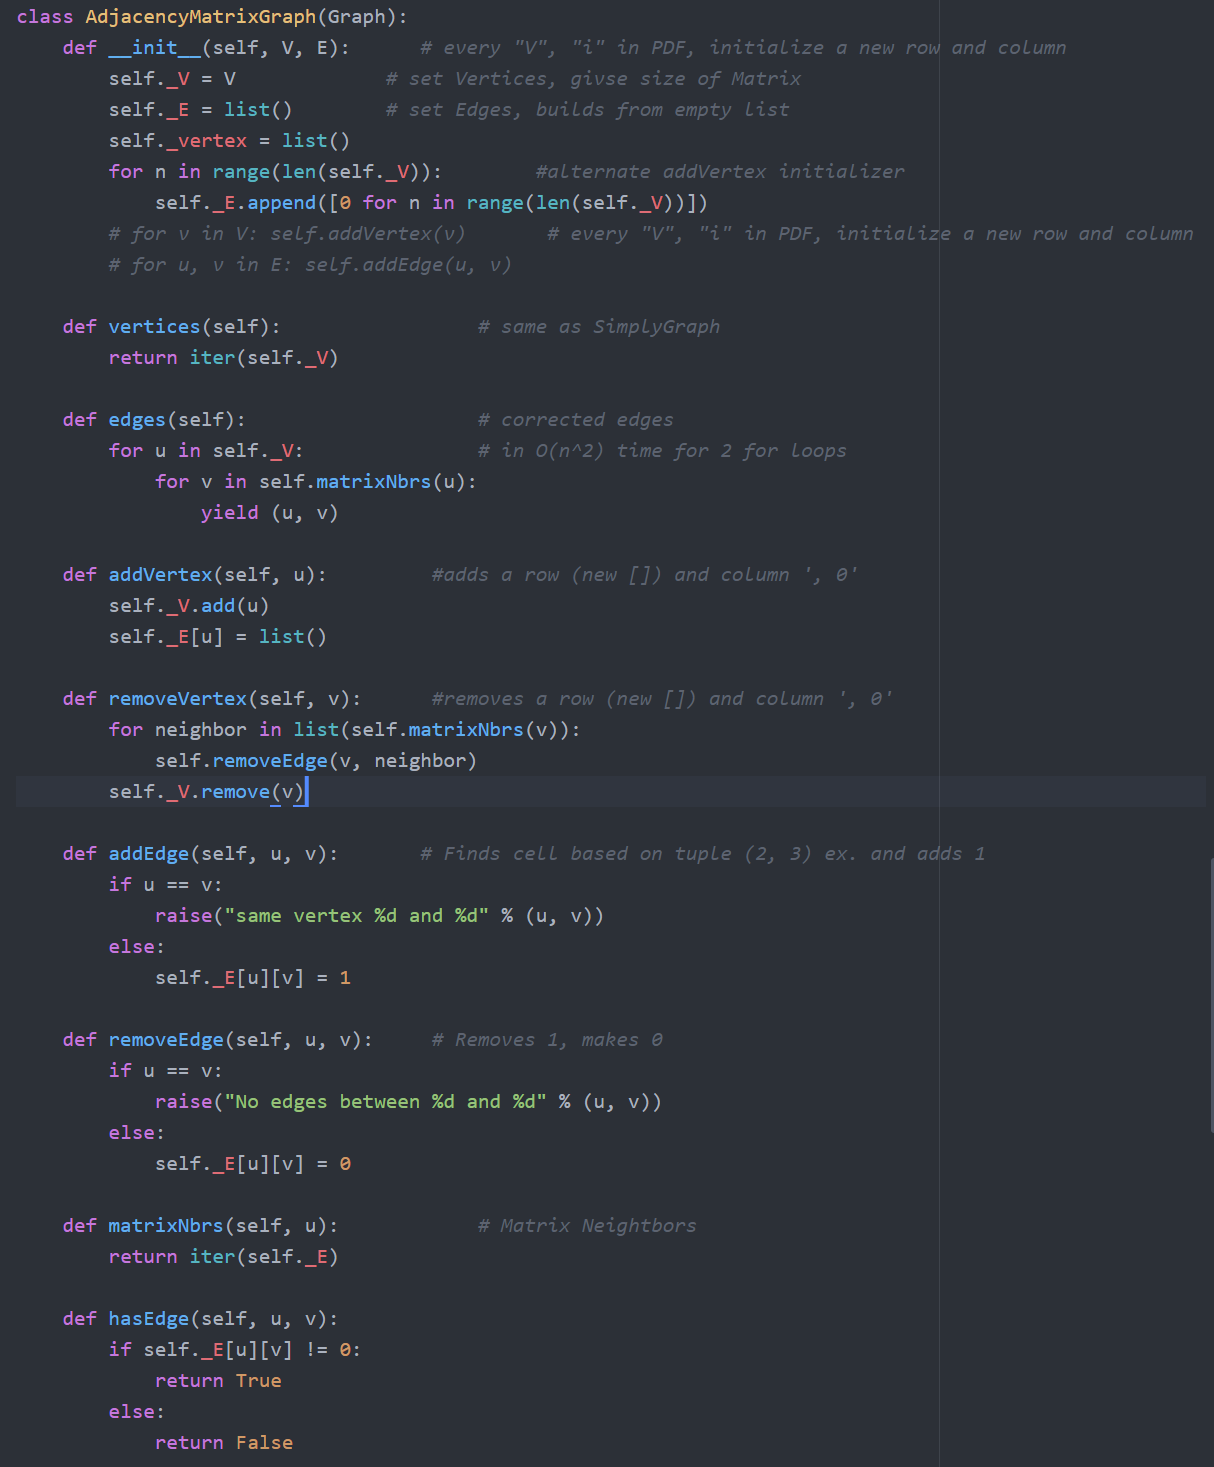 class AdjacencyMatrixGraph(Graph):
    def __init__(self, V, E):      # every "V", "i" in PDF, initialize a new row and column
        self._V = V             # set Vertices, givse size of Matrix
        self._E = list()        # set Edges, builds from empty list
        self._vertex = list()
        for n in range(len(self._V)):        #alternate addVertex initializer
            self._E.append([0 for n in range(len(self._V))])
        # for v in V: self.addVertex(v)       # every "V", "i" in PDF, initialize a new row and column
        # for u, v in E: self.addEdge(u, v)

    def vertices(self):                 # same as SimplyGraph
        return iter(self._V)

    def edges(self):                    # corrected edges
        for u in self._V:               # in O(n^2) time for 2 for loops
            for v in self.matrixNbrs(u):
                yield (u, v)

    def addVertex(self, u):         #adds a row (new []) and column ', 0'
        self._V.add(u)
        self._E[u] = list()

    def removeVertex(self, v):      #removes a row (new []) and column ', 0'
        for neighbor in list(self.matrixNbrs(v)):
            self.removeEdge(v, neighbor)
        self._V.remove(v)

    def addEdge(self, u, v):       # Finds cell based on tuple (2, 3) ex. and adds 1
        if u == v:
            raise("same vertex %d and %d" % (u, v))
        else:
            self._E[u][v] = 1

    def removeEdge(self, u, v):     # Removes 1, makes 0
        if u == v:
            raise("No edges between %d and %d" % (u, v))
        else:
            self._E[u][v] = 0

    def matrixNbrs(self, u):            # Matrix Neightbors
        return iter(self._E)

    def hasEdge(self, u, v):
        if self._E[u][v] != 0:
            return True
        else:
            return False